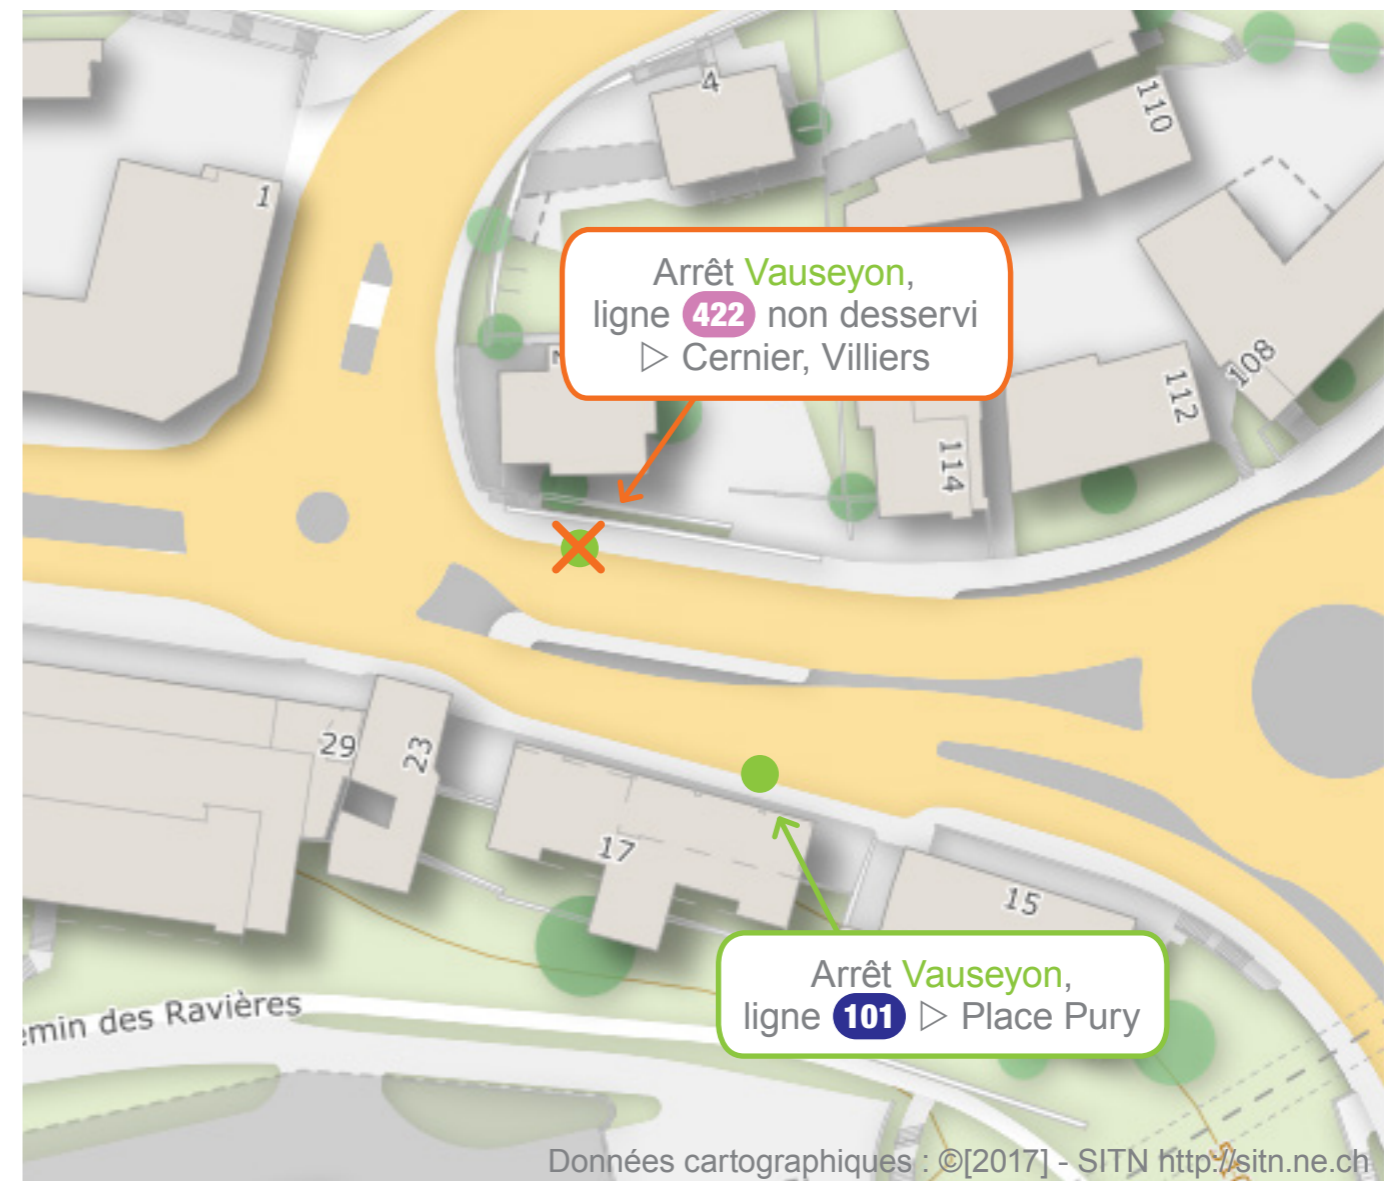 4
110
1
Arrêt Vauseyon,
ligne 422 non desservi
▷ Cernier, Villiers
108
112
114
29
23
17
15
Arrêt Vauseyon,
ligne 101 ▷ Place Pury
emin des Ravières
Données cartographiques : ©[2017] - SITN http://sitn.ne.ch